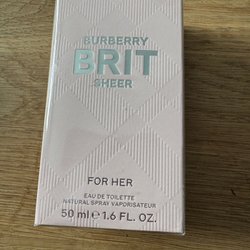 BURBERRY
BRIT
SHEER
FOR HER
EAU DE TOILETTE
NATURAL SPRAY VAPORISATEUR
50 ml ℮ 1.6 FL. OZ.